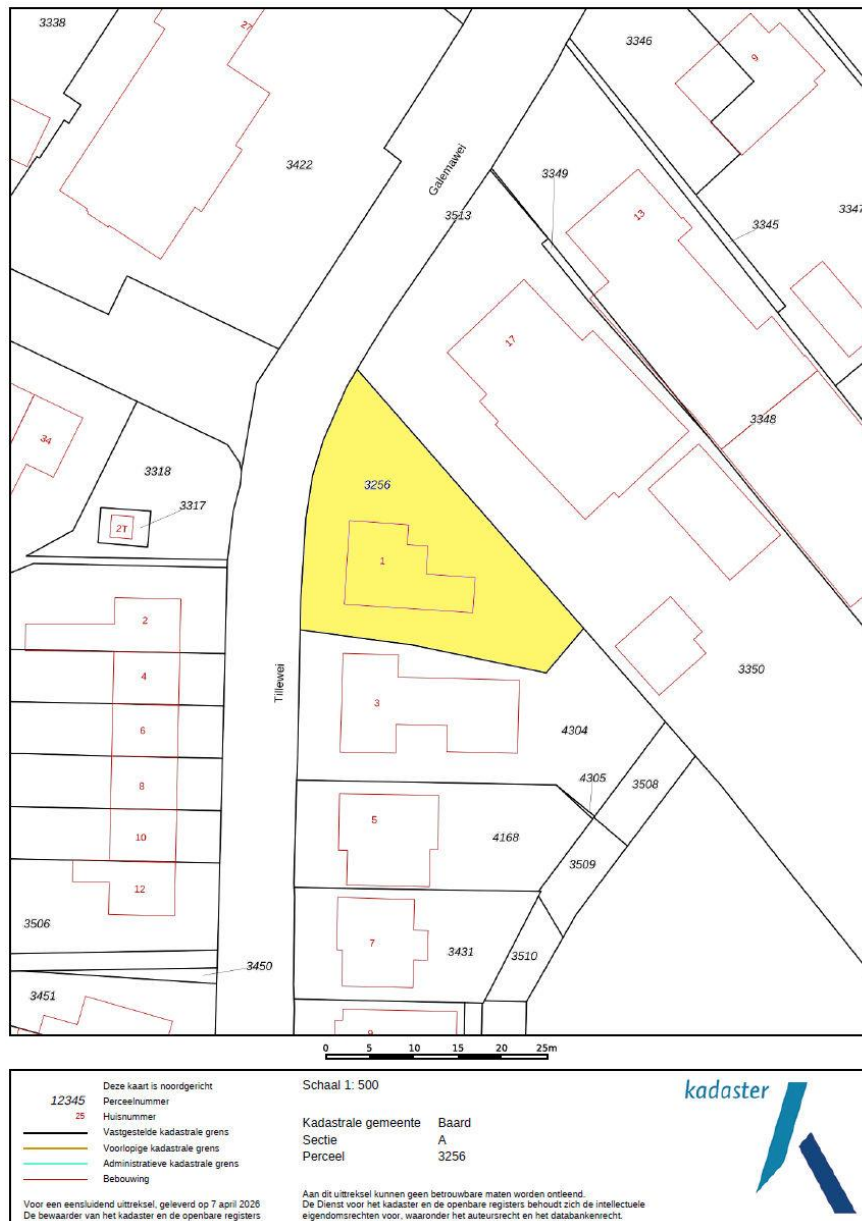 3338
27
3346
9
3422
Galemawei
3349
3513
13
3345
3347
17
34
3318
3317
2T
3256
1
3348
2
4
6
8
10
12
Tillewei
3
4304
3350
4305
3508
5
4168
3509
7
3431
3510
3506
3450
3451
9
0 5 10 15 20 25m
Deze kaart is noordgericht
12345 Perceelnummer
25 Huisnummer
Vastgestelde kadastrale grens
Voorlopige kadastrale grens
Administratieve kadastrale grens
Bebouwing
Voor een eensluidend uittreksel, geleverd op 7 april 2026
De bewaarder van het kadaster en de openbare registers
Schaal 1: 500
Kadastrale gemeente Baard
Sectie A
Perceel 3256
Aan dit uittreksel kunnen geen betrouwbare maten worden ontleend.
De Dienst voor het kadaster en de openbare registers behoudt zich de intellectuele
eigendomsrechten voor, waaronder het auteursrecht en het databankenrecht.
kadaster